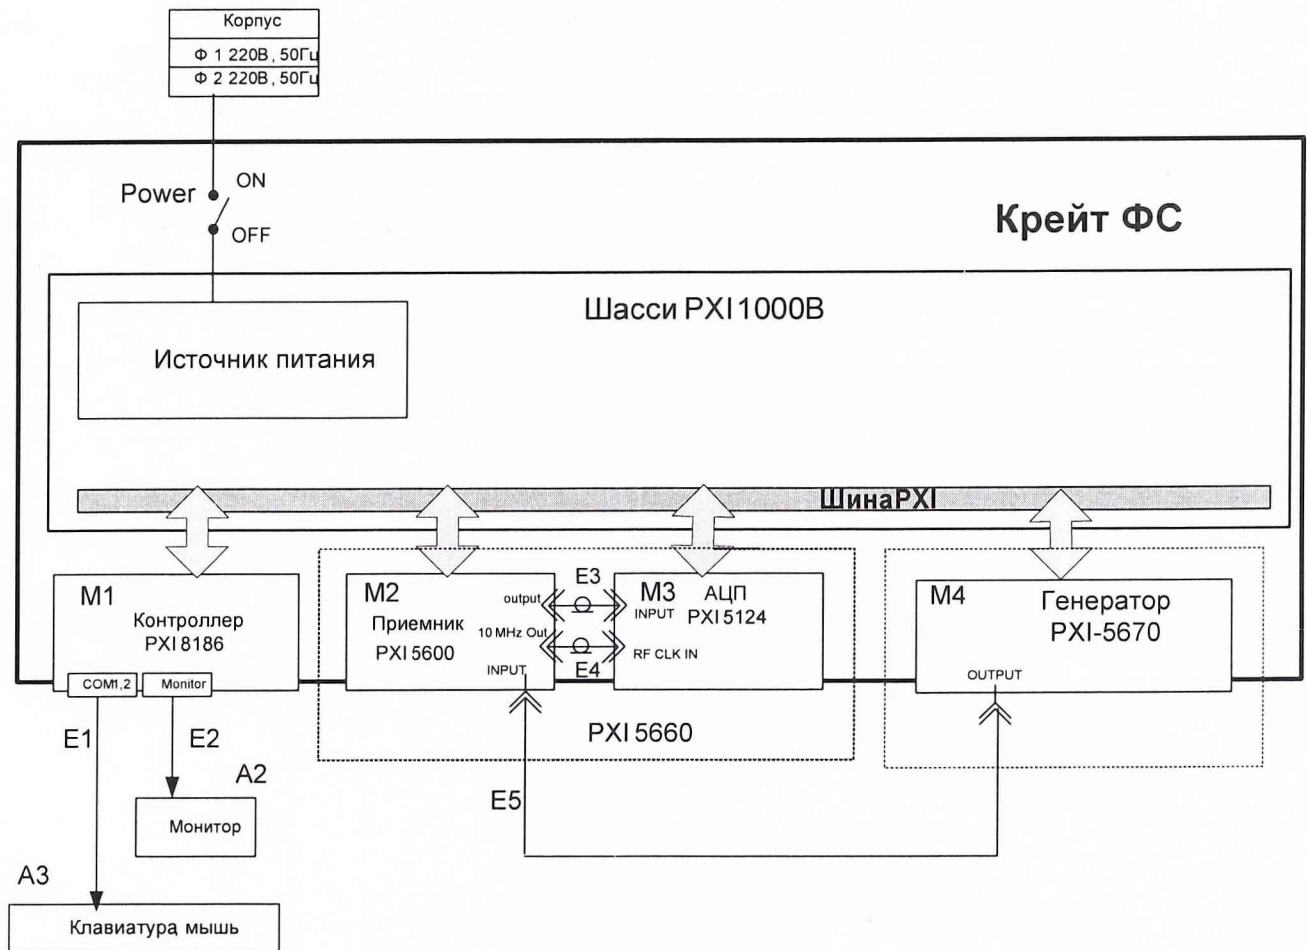 Корпус
Ф 1 220В, 50Гц
Ф 2 220В, 50Гц
Power
ON
OFF
Крейт ФС
Шасси PXI1000B
Источник питания
ШинаPXI
M1
Контроллер
PXI 8186
COM1,2
Monitor
M2
Приемник
PXI 5600
output
10 MHz Out
INPUT
E3
E4
M3
АЦП
PXI 5124
INPUT
RF CLK IN
PXI 5660
M4
Генератор
PXI-5670
OUTPUT
E1
E2
A2
Монитор
E5
A3
Клавиатура мышь